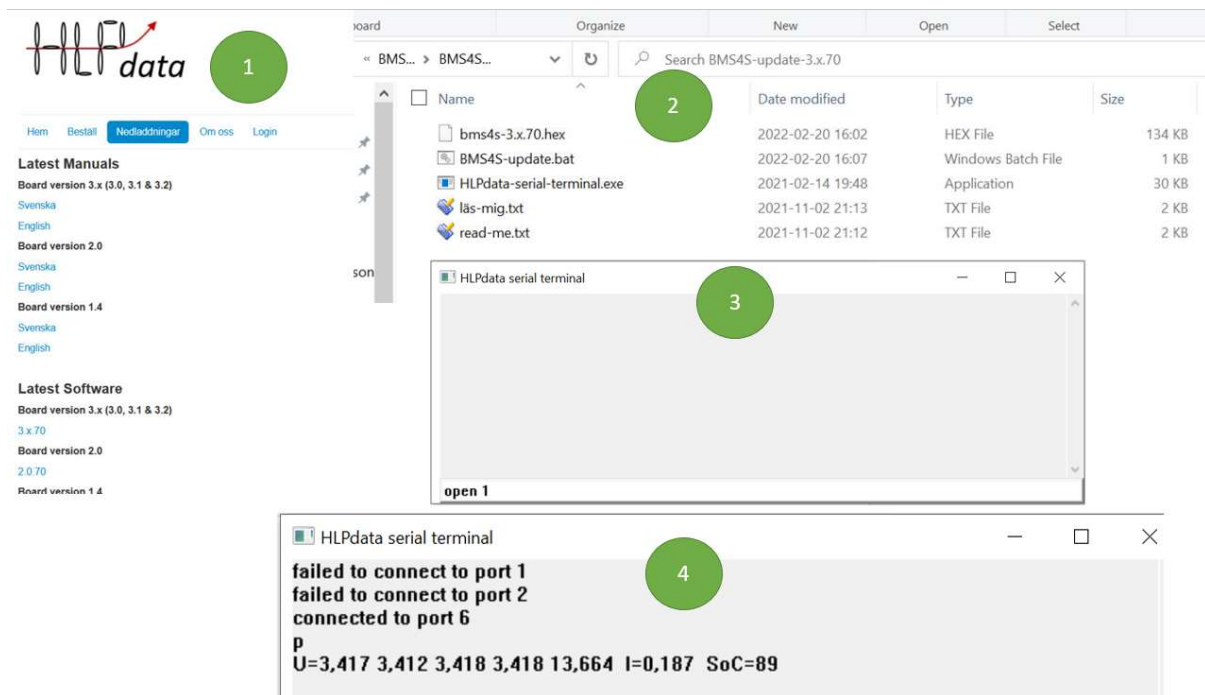 HLP data
1
Hem Beställ Nedladdningar Om oss Login
Latest Manuals
Board version 3.x (3.0, 3.1 & 3.2)
Svenska
English
Board version 2.0
Svenska
English
Board version 1.4
Svenska
English
Latest Software
Board version 3.x (3.0, 3.1 & 3.2)
3.x.70
Board version 2.0
2.0.70
Board version 1.4
oard Organize New Open Select
« BMS... > BMS4S... Search BMS4S-update-3.x.70
2
Name Date modified Type Size
bms4s-3.x.70.hex 2022-02-20 16:02 HEX File 134 KB
BMS4S-update.bat 2022-02-20 16:07 Windows Batch File 1 KB
HLPdata-serial-terminal.exe 2021-02-14 19:48 Application 30 KB
läs-mig.txt 2021-11-02 21:13 TXT File 2 KB
read-me.txt 2021-11-02 21:12 TXT File 2 KB
son
HLPdata serial terminal
3
open 1
HLPdata serial terminal
4
failed to connect to port 1
failed to connect to port 2
connected to port 6
p
U=3,417 3,412 3,418 3,418 13,664 I=0,187 SoC=89